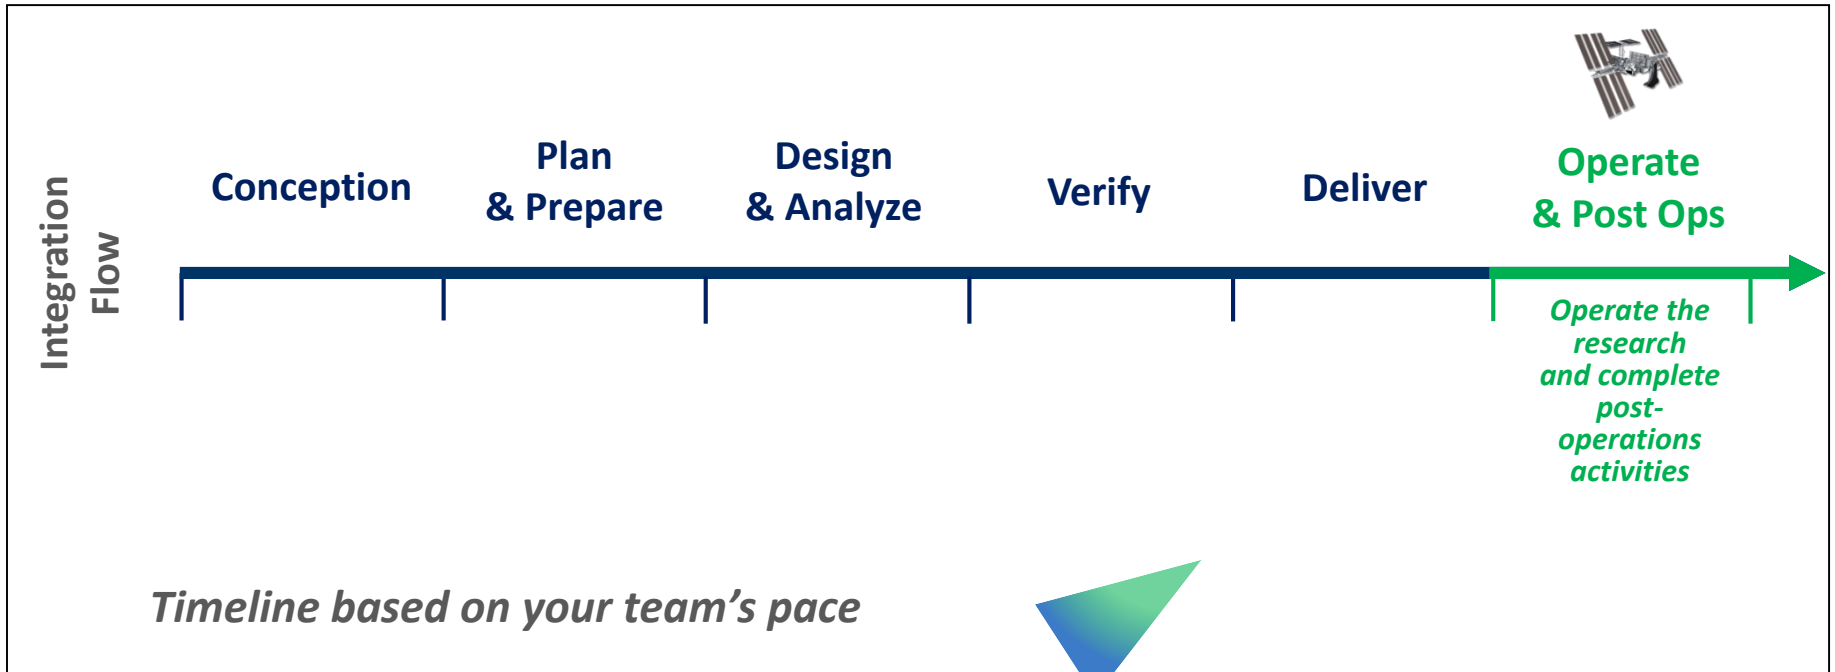 Integration
Flow
Conception
Plan
& Prepare
Design
& Analyze
Verify
Deliver
Operate
& Post Ops
Operate the
research
and complete
post-
operations
activities
Timeline based on your team’s pace